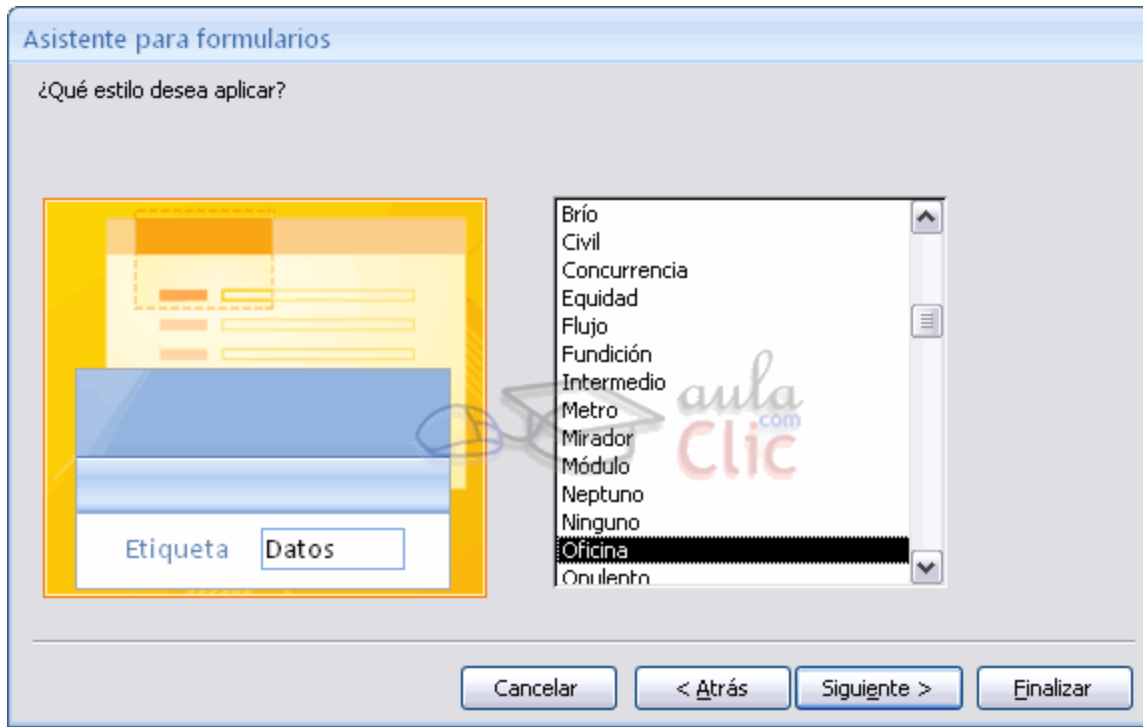 Asistente para formularios
¿Qué estilo desea aplicar?
Etiqueta Datos
Brío
Civil
Concurrencia
Equidad
Flujo
Fundición
Intermedio
Metro
Mirador
Módulo
Neptuno
Ninguno
Oficina
Opulento
aula
.com
Clic
Cancelar
< Atrás
Siguiente >
Finalizar